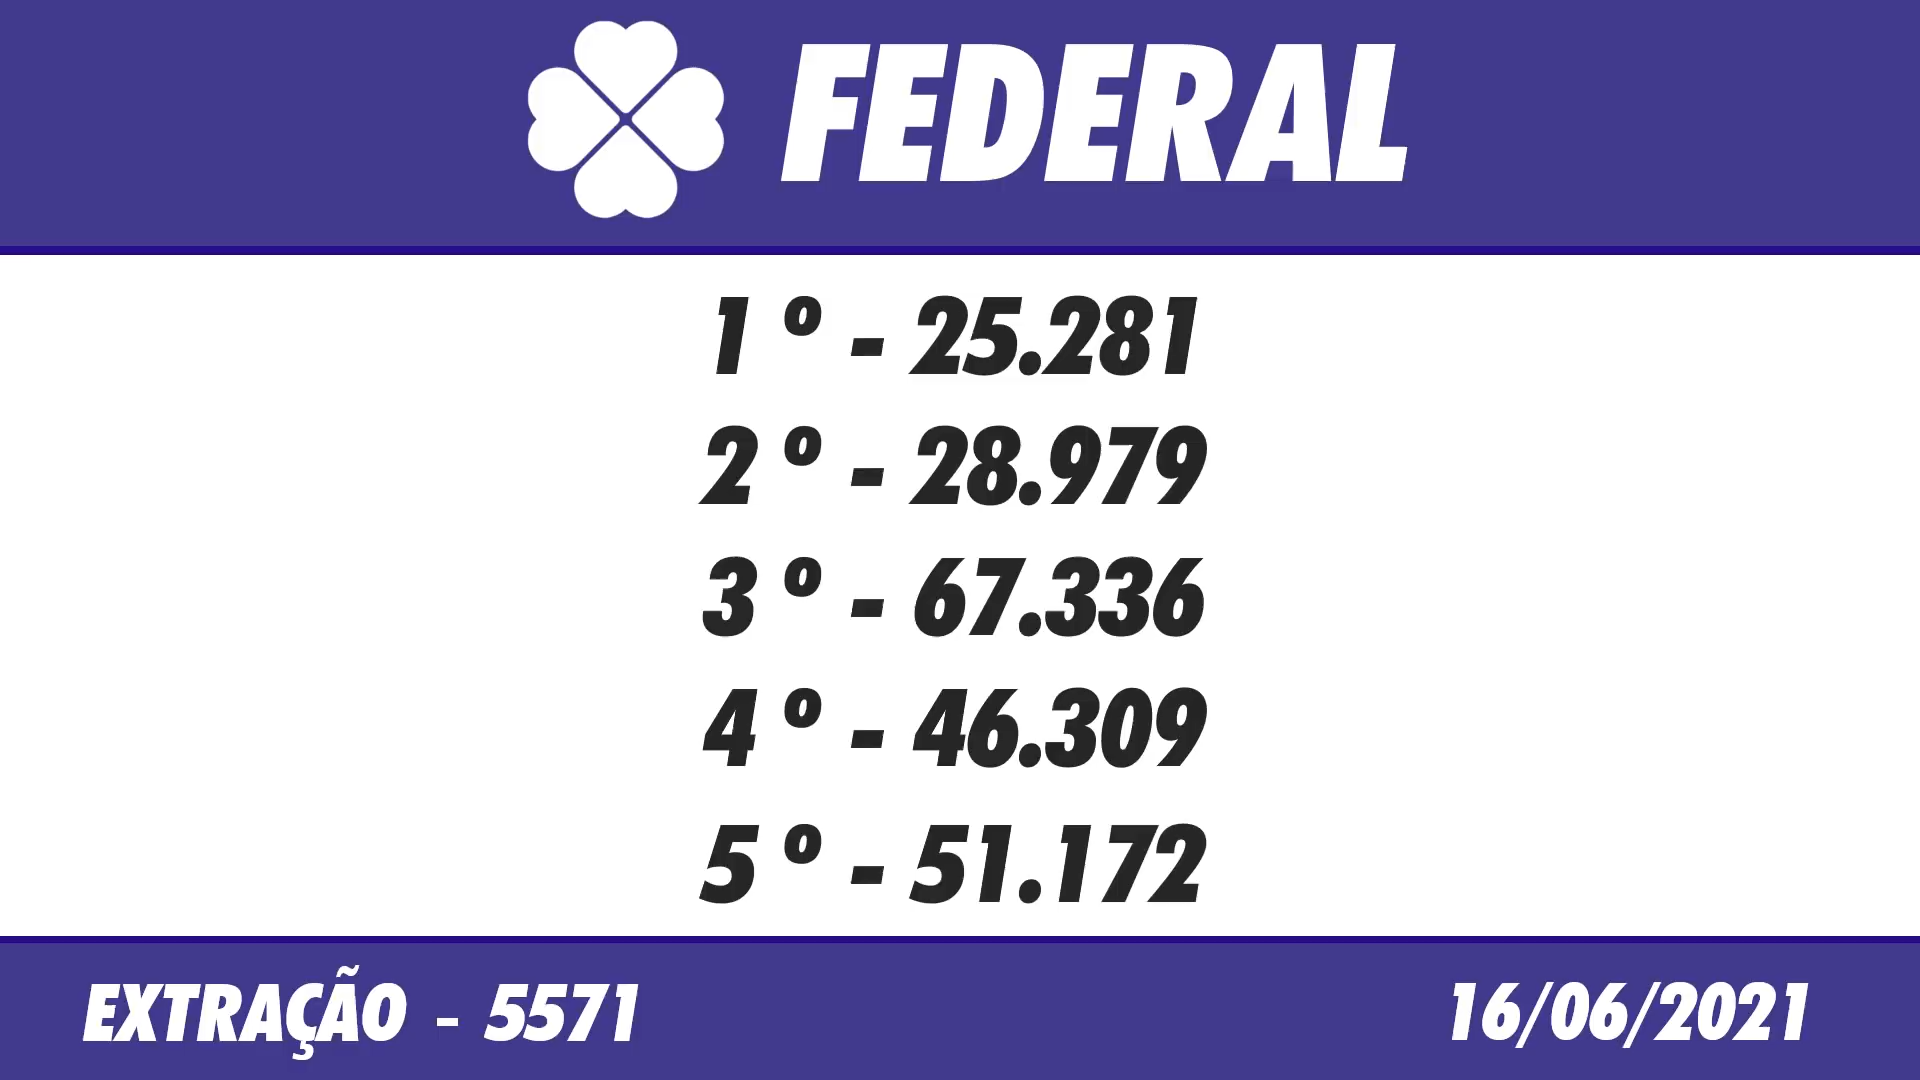 FEDERAL
1 º - 25.281
2 º - 28.979
3 º - 67.336
4 º - 46.309
5 º - 51.172
EXTRAÇÃO - 5571
16/06/2021